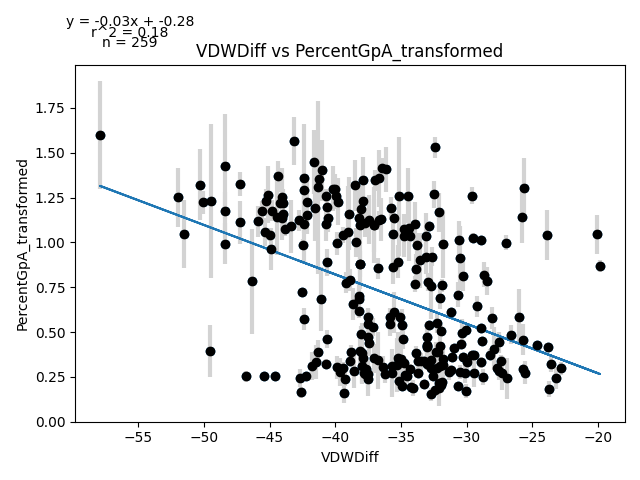 y = -0.03x + -0.28
r^2 = 0.18
n = 259
VDWDiff vs PercentGpA_transformed
PercentGpA_transformed
1.75
1.50
1.25
1.00
0.75
0.50
0.25
0.00
−55
−50
−45
−40
−35
−30
−25
−20
VDWDiff